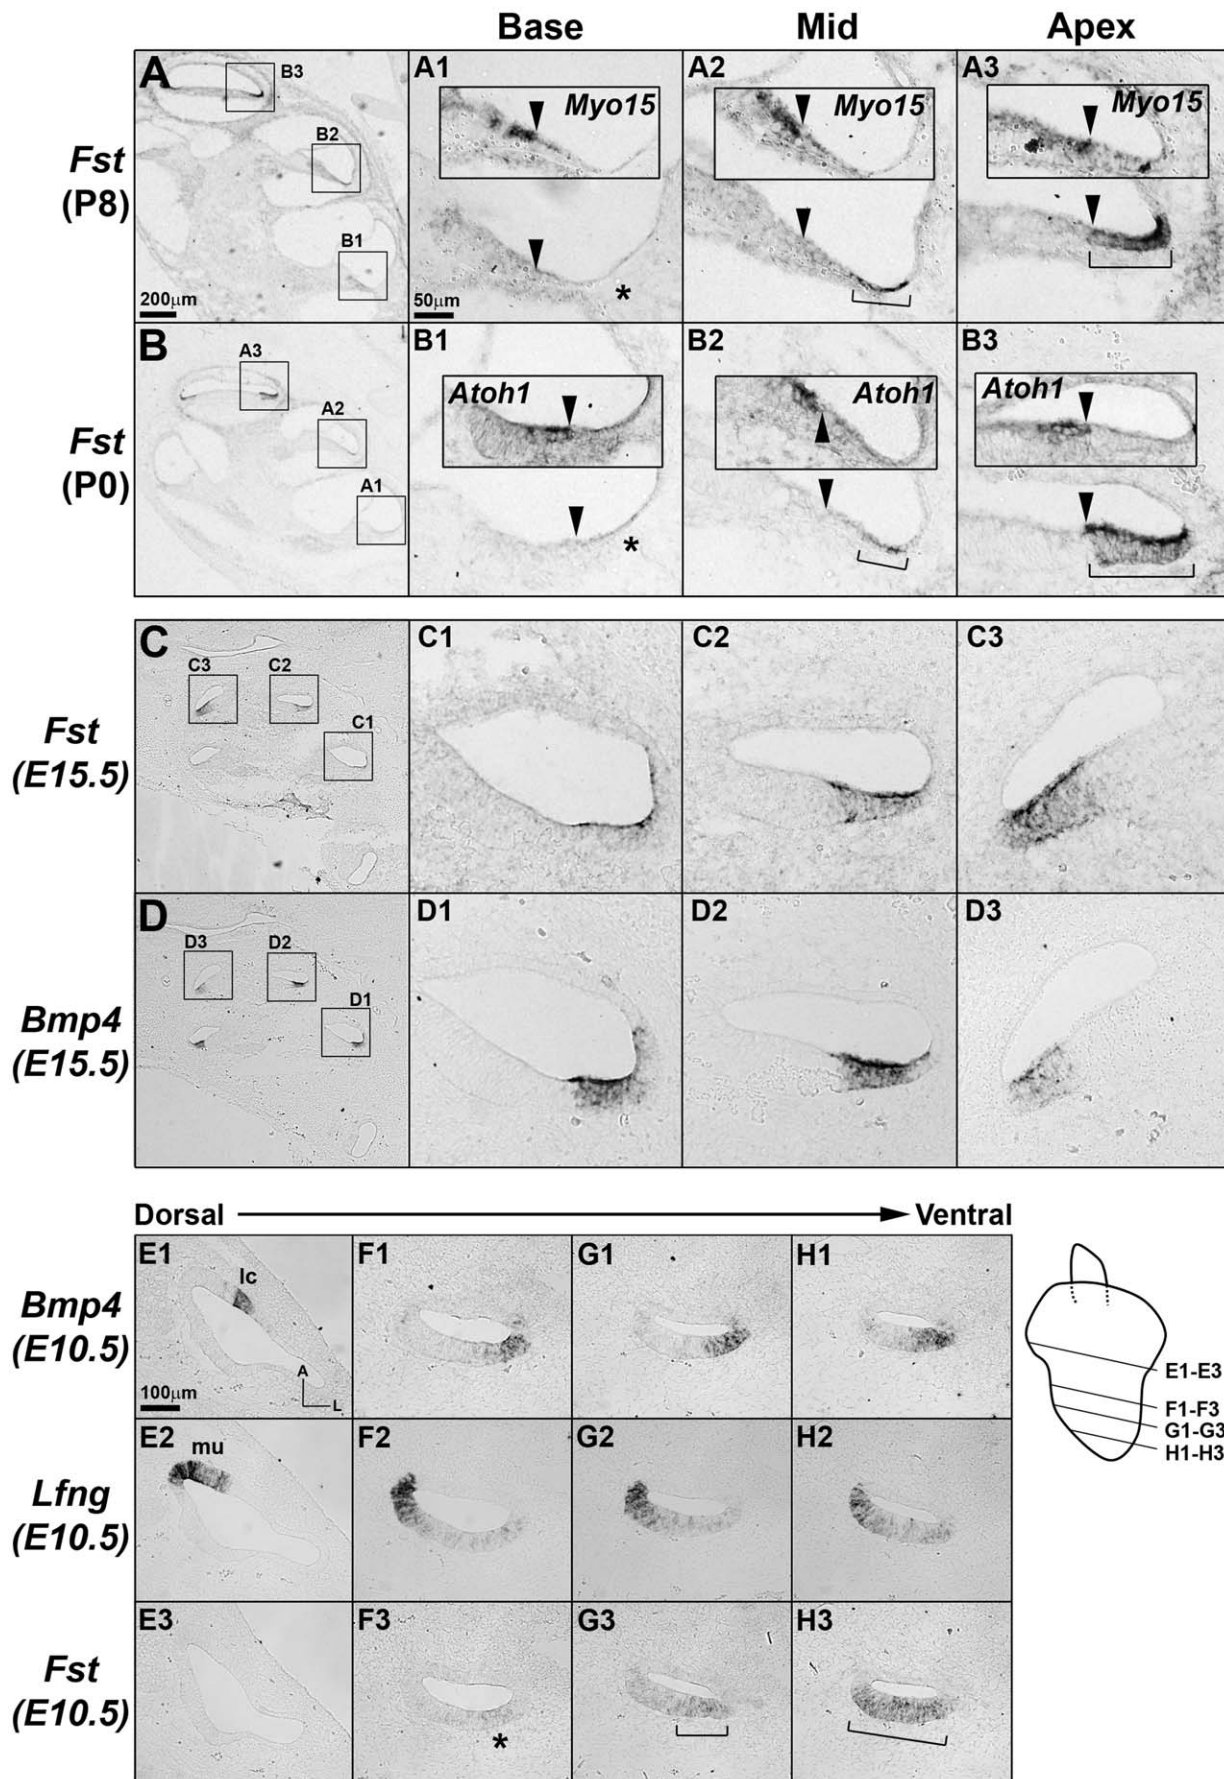 Base Mid Apex
Fst
(P8)
A B3 B2 B1 200μm
A1 Myo15 * 50μm
A2 Myo15
A3 Myo15
Fst
(P0)
B A3 A2 A1
B1 Atoh1 *
B2 Atoh1
B3 Atoh1
Fst
(E15.5)
C C3 C2 C1
C1
C2
C3
Bmp4
(E15.5)
D D3 D2 D1
D1
D2
D3
Dorsal Ventral
Bmp4
(E10.5)
E1 lc A L 100μm
F1
G1
H1
Lfng
(E10.5)
E2 mu
F2
G2
H2
Fst
(E10.5)
E3
F3 *
G3
H3
E1-E3
F1-F3
G1-G3
H1-H3